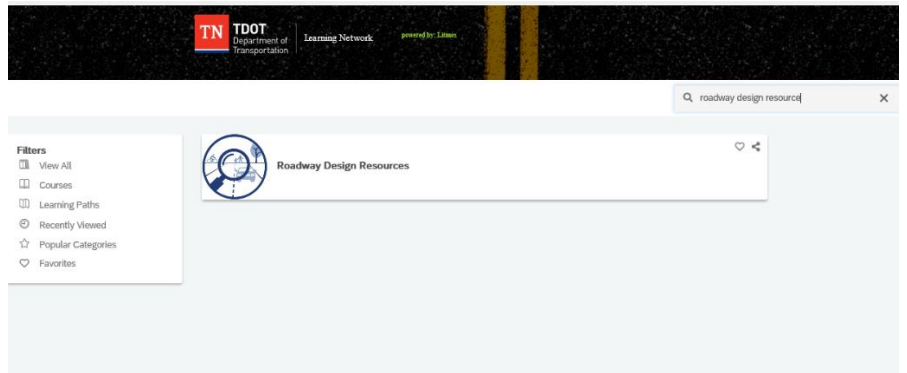 TN TDOT
Department of
Transportation
Learning Network
powered by: Litmos
roadway design resource
Filters
View All
Courses
Learning Paths
Recently Viewed
Popular Categories
Favorites
Roadway Design Resources